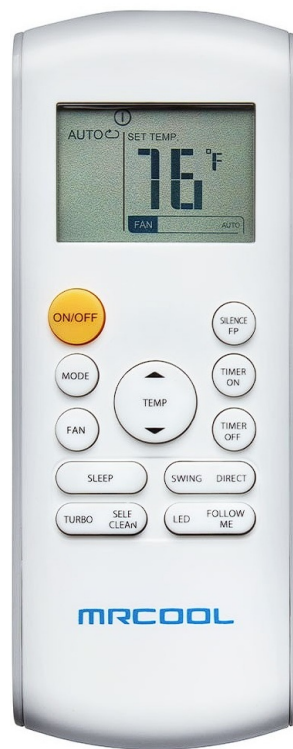 AUTO
SET TEMP.
76°F
FAN
AUTO
ON/OFF
SILENCE
FP
MODE
TEMP
TIMER
ON
FAN
TIMER
OFF
SLEEP
SWING DIRECT
TURBO
SELF
CLEAN
LED
FOLLOW
ME
MRCOOL